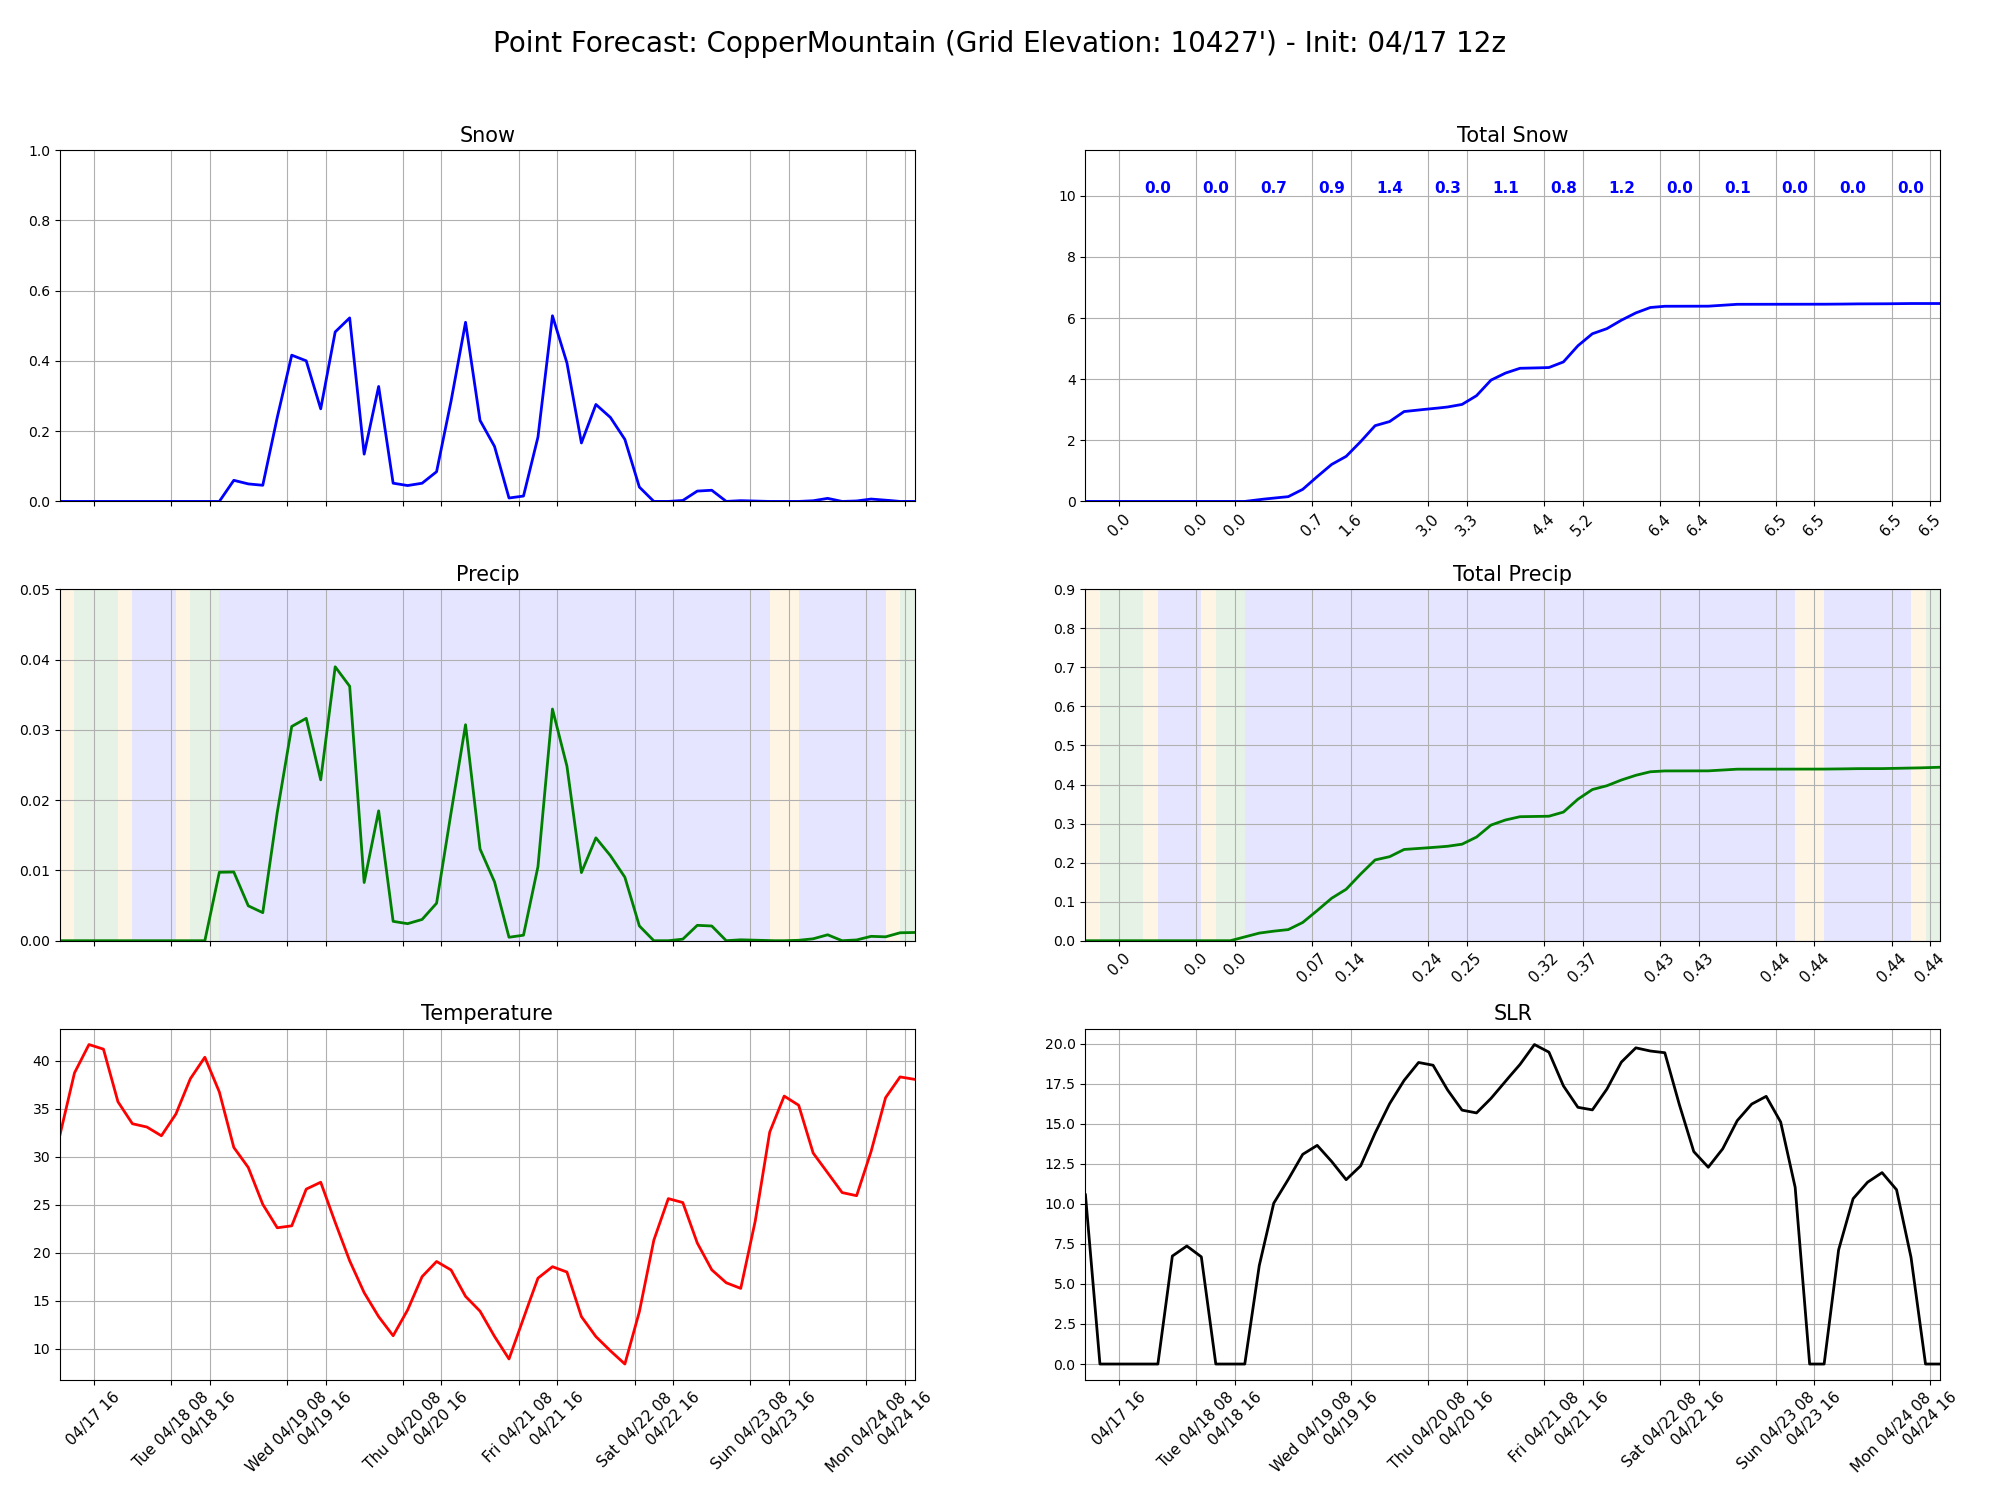 Point Forecast: CopperMountain (Grid Elevation: 10427') - Init: 04/17 12z
Snow
1.0
0.8
0.6
0.4
0.2
0.0
Total Snow
0.0 0.0 0.7 0.9 1.4 0.3 1.1 0.8 1.2 0.0 0.1 0.0 0.0 0.0
10
8
6
4
2
0
0.0 0.0 0.0 0.7 1.6 3.0 3.3 4.4 5.2 6.4 6.4 6.5 6.5 6.5 6.5
Precip
0.05
0.04
0.03
0.02
0.01
0.00
Total Precip
0.9
0.8
0.7
0.6
0.5
0.4
0.3
0.2
0.1
0.0
0.0 0.0 0.0 0.07 0.14 0.24 0.25 0.32 0.37 0.43 0.43 0.44 0.44 0.44 0.44
Temperature
40
35
30
25
20
15
10
04/17 16
Tue 04/18 08
04/18 16
Wed 04/19 08
04/19 16
Thu 04/20 08
04/20 16
Fri 04/21 08
04/21 16
Sat 04/22 08
04/22 16
Sun 04/23 08
04/23 16
Mon 04/24 08
04/24 16
SLR
20.0
17.5
15.0
12.5
10.0
7.5
5.0
2.5
0.0
04/17 16
Tue 04/18 08
04/18 16
Wed 04/19 08
04/19 16
Thu 04/20 08
04/20 16
Fri 04/21 08
04/21 16
Sat 04/22 08
04/22 16
Sun 04/23 08
04/23 16
Mon 04/24 08
04/24 16